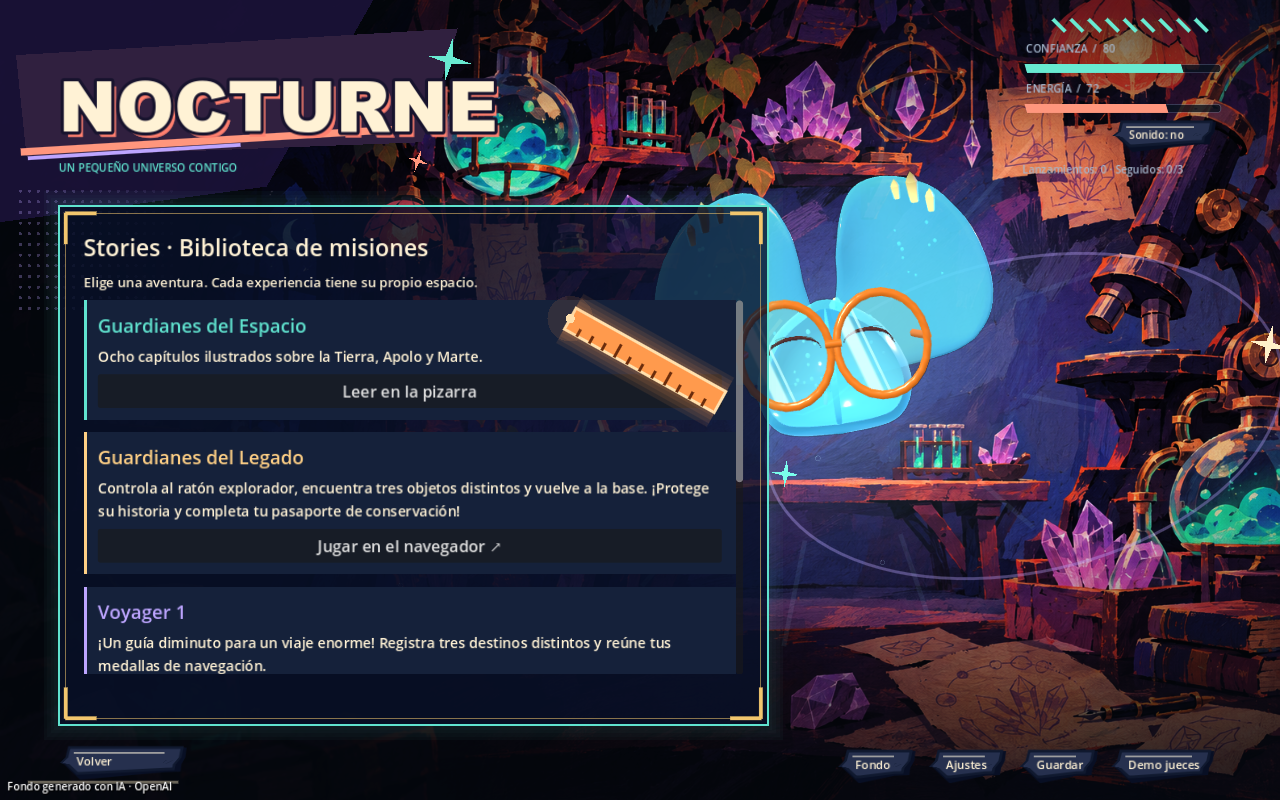 NOCTURNE
UN PEQUEÑO UNIVERSO CONTIGO
CONFIANZA / 80
ENERGÍA / 72
Sonido: no
Lanzamientos: 0 · Seguidos: 0/3
Stories · Biblioteca de misiones
Elige una aventura. Cada experiencia tiene su propio espacio.
Guardianes del Espacio
Ocho capítulos ilustrados sobre la Tierra, Apolo y Marte.
Leer en la pizarra
Guardianes del Legado
Controla al ratón explorador, encuentra tres objetos distintos y vuelve a la base. ¡Protege
su historia y completa tu pasaporte de conservación!
Jugar en el navegador ↗
Voyager 1
¡Un guía diminuto para un viaje enorme! Registra tres destinos distintos y reúne tus
medallas de navegación.
Volver
Fondo
Ajustes
Guardar
Demo jueces
Fondo generado con IA · OpenAI